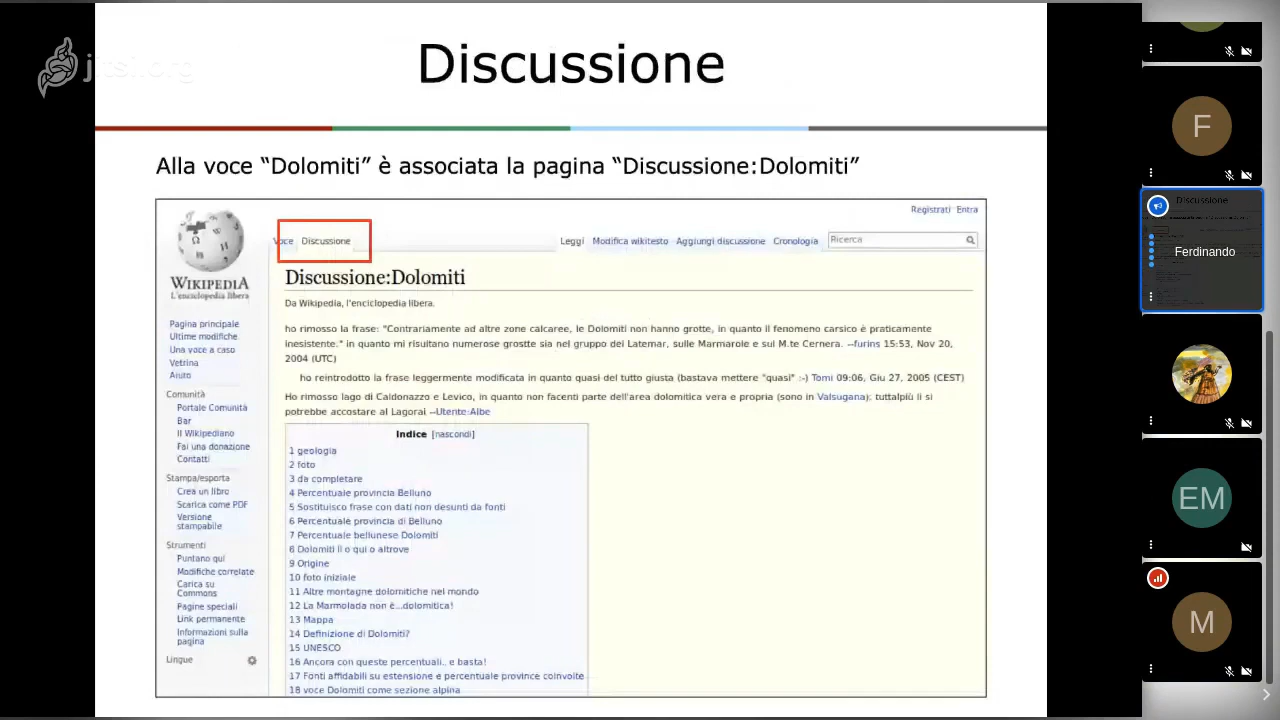 jitsi.org
Discussione
Alla voce “Dolomiti” è associata la pagina “Discussione:Dolomiti”
Registrati Entra
Voce Discussione Leggi Modifica wikitesto Aggiungi discussione Cronologia Ricerca
WIKIPEDIA
L'enciclopedia libera
Discussione:Dolomiti
Da Wikipedia, l'enciclopedia libera.
ho rimosso la frase: "Contrariamente ad altre zone calcaree, le Dolomiti non hanno grotte, in quanto il fenomeno carsico è praticamente
inesistente." in quanto mi risultano numerose grostte sia nel gruppo dei Latemar, sulle Marmarole e sul M.te Cernera. --furins 15:53, Nov 20,
2004 (UTC)
ho reintrodotto la frase leggermente modificata in quanto quasi del tutto giusta (bastava mettere "quasi" :-) Tomi 09:06, Giu 27, 2005 (CEST)
Ho rimosso lago di Caldonazzo e Levico, in quanto non facenti parte dell'area dolomitica vera e propria (sono in Valsugana); tuttalpiù li si
potrebbe accostare al Lagorai --Utente:Albe
Pagina principale
Ultime modifiche
Una voce a caso
Vetrina
Aiuto
Comunità
Portale Comunità
Bar
Il Wikipediano
Fai una donazione
Contatti
Stampa/esporta
Crea un libro
Scarica come PDF
Versione
stampabile
Strumenti
Puntano qui
Modifiche correlate
Carica su
Commons
Pagine speciali
Link permanente
Informazioni sulla
pagina
Lingue
Indice [nascondi]
1 geologia
2 foto
3 da completare
4 Percentuale provincia Belluno
5 Sostituisco frase con dati non desunti da fonti
6 Percentuale provincia di Belluno
7 Percentuale bellunese Dolomiti
8 Dolomiti lì o qui o altrove
9 Origine
10 foto iniziale
11 Altre montagne dolomitiche nel mondo
12 La Marmolada non è...dolomitica!
13 Mappa
14 Definizione di Dolomiti?
15 UNESCO
16 Ancora con queste percentuali.. e basta!
17 Fonti affidabili su estensione e percentuale province coinvolte
18 voce Dolomiti come sezione alpina
F
Discussione
Ferdinando
EM
M